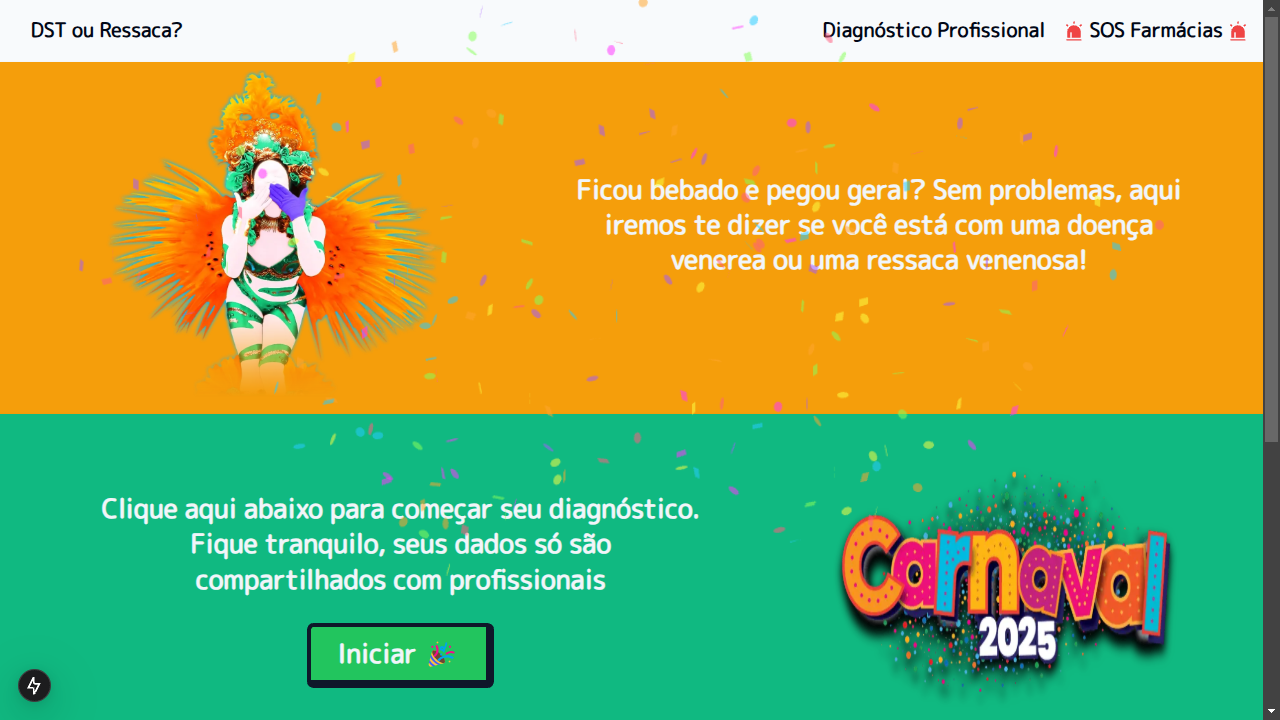 DST ou Ressaca?
Diagnóstico Profissional
🚨 SOS Farmácias 🚨
Ficou bebado e pegou geral? Sem problemas, aqui
iremos te dizer se você está com uma doença
venerea ou uma ressaca venenosa!
Clique aqui abaixo para começar seu diagnóstico.
Fique tranquilo, seus dados só são
compartilhados com profissionais
Iniciar 🎉
Carnaval
2025